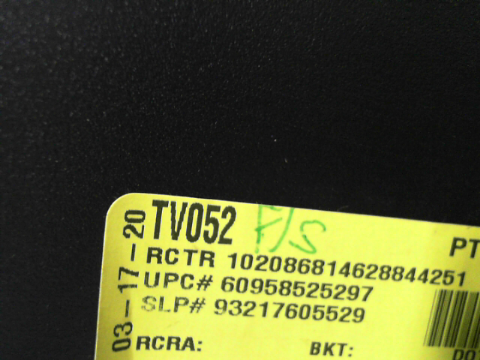 03-17-20
TV052 F/S
PT
RCTR 102086814628844251
UPC# 60958525297
SLP# 93217605529
RCRA: BKT: